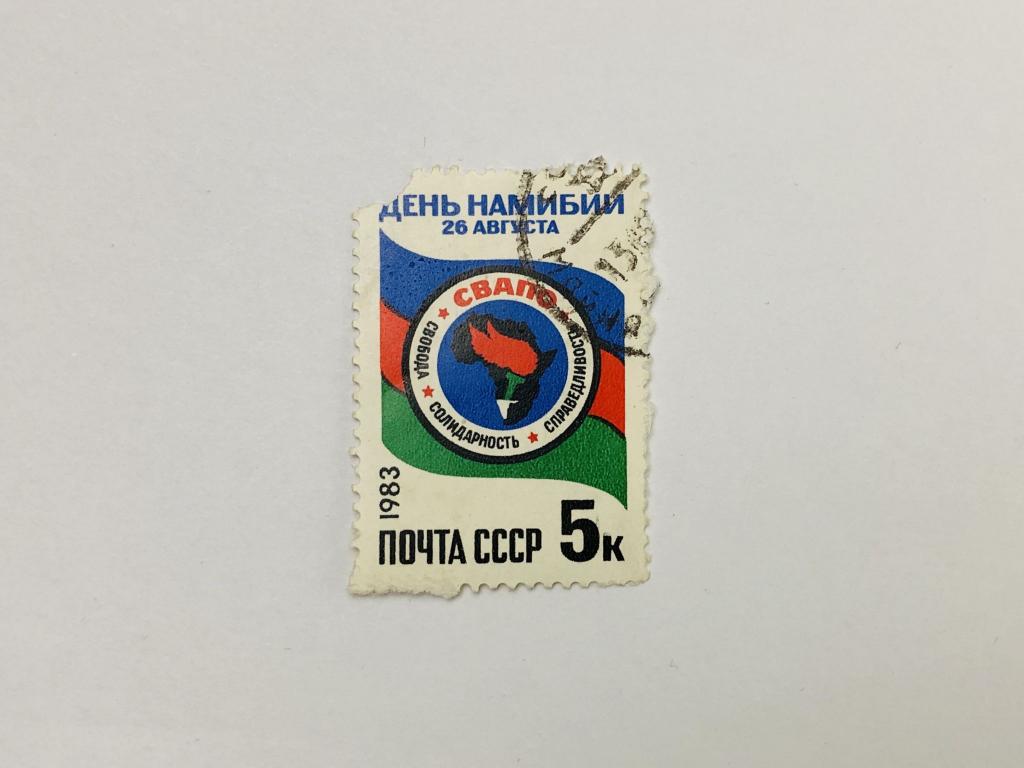 ДЕНЬ НАМИБИИ
26 АВГУСТА
СВАПО
СВОБОДА
СОЛИДАРНОСТЬ
СПРАВЕДЛИВОСТЬ
1983
ПОЧТА СССР 5к